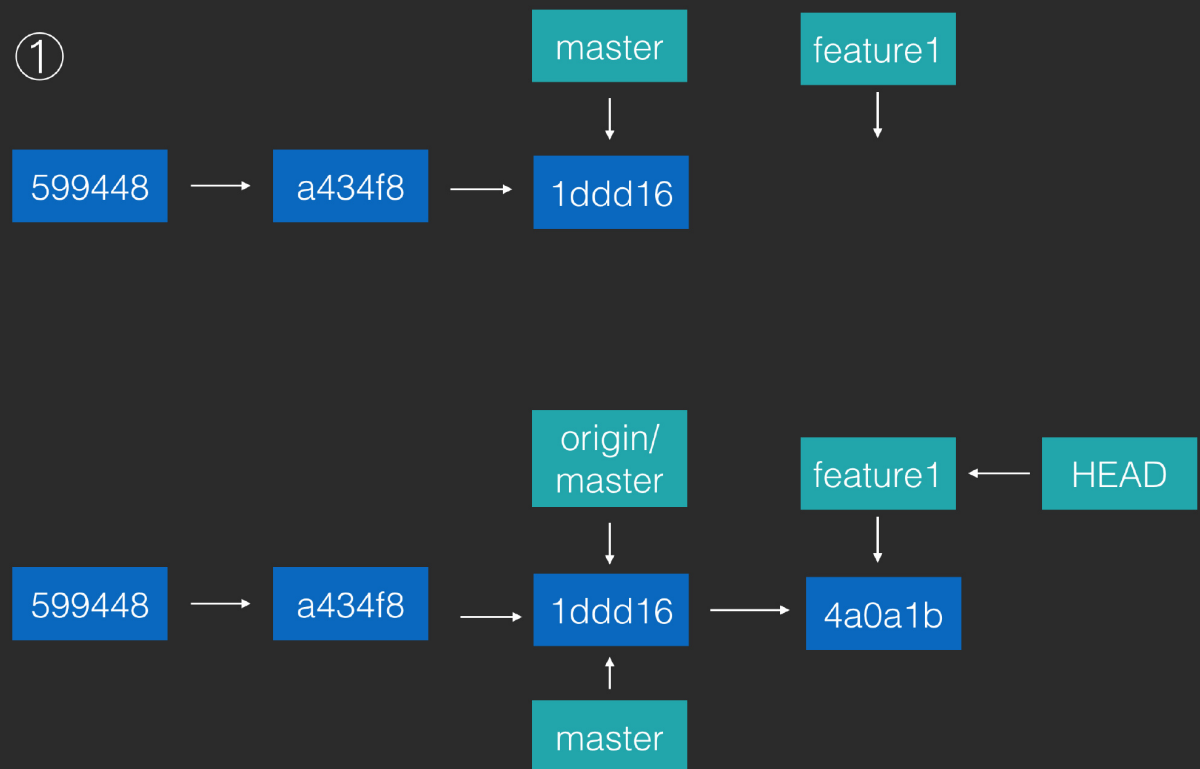 ①
master
feature1
599448
a434f8
1ddd16
origin/
master
feature1
HEAD
599448
a434f8
1ddd16
4a0a1b
master